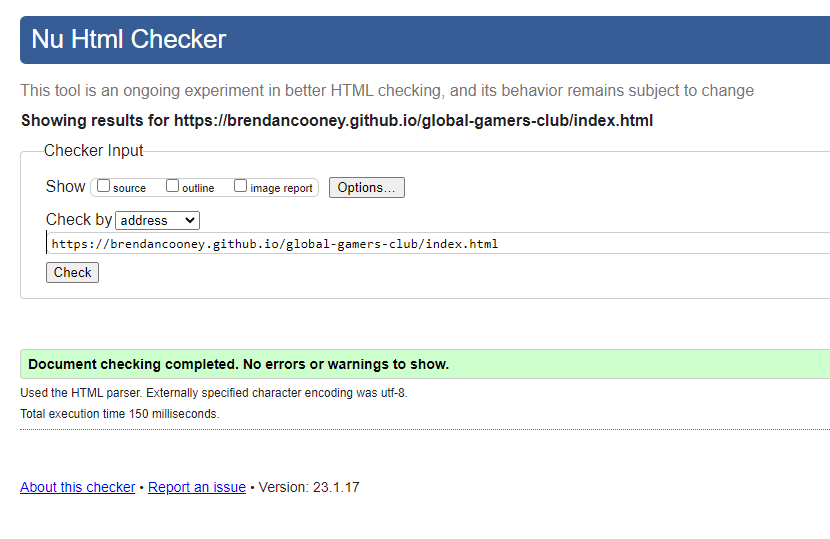 Nu Html Checker
This tool is an ongoing experiment in better HTML checking, and its behavior remains subject to change
Showing results for https://brendancooney.github.io/global-gamers-club/index.html
Checker Input
Show source outline image report Options...
Check by address
https://brendancooney.github.io/global-gamers-club/index.html
Check
Document checking completed. No errors or warnings to show.
Used the HTML parser. Externally specified character encoding was utf-8.
Total execution time 150 milliseconds.
About this checker • Report an issue • Version: 23.1.17